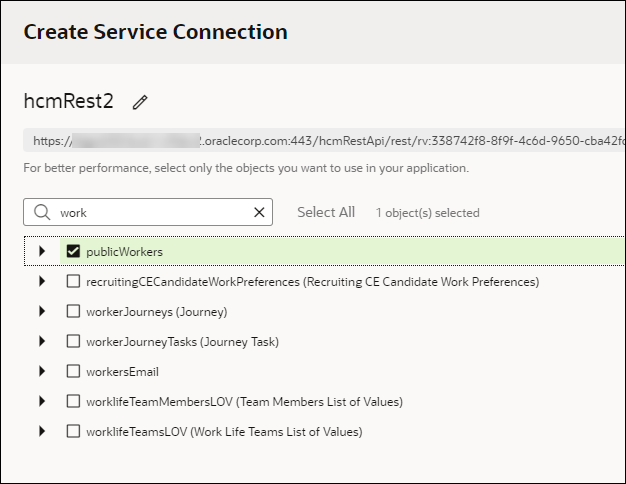 Create Service Connection
hcmRest2
https:// 2.oraclecorp.com:443/hcmRestApi/rest/rv:338742f8-8f9f-4c6d-9650-cba42fc
For better performance, select only the objects you want to use in your application.
work Select All 1 object(s) selected
publicWorkers
recruitingCECandidateWorkPreferences (Recruiting CE Candidate Work Preferences)
workerJourneys (Journey)
workerJourneyTasks (Journey Task)
workersEmail
worklifeTeamMembersLOV (Team Members List of Values)
worklifeTeamsLOV (Work Life Teams List of Values)